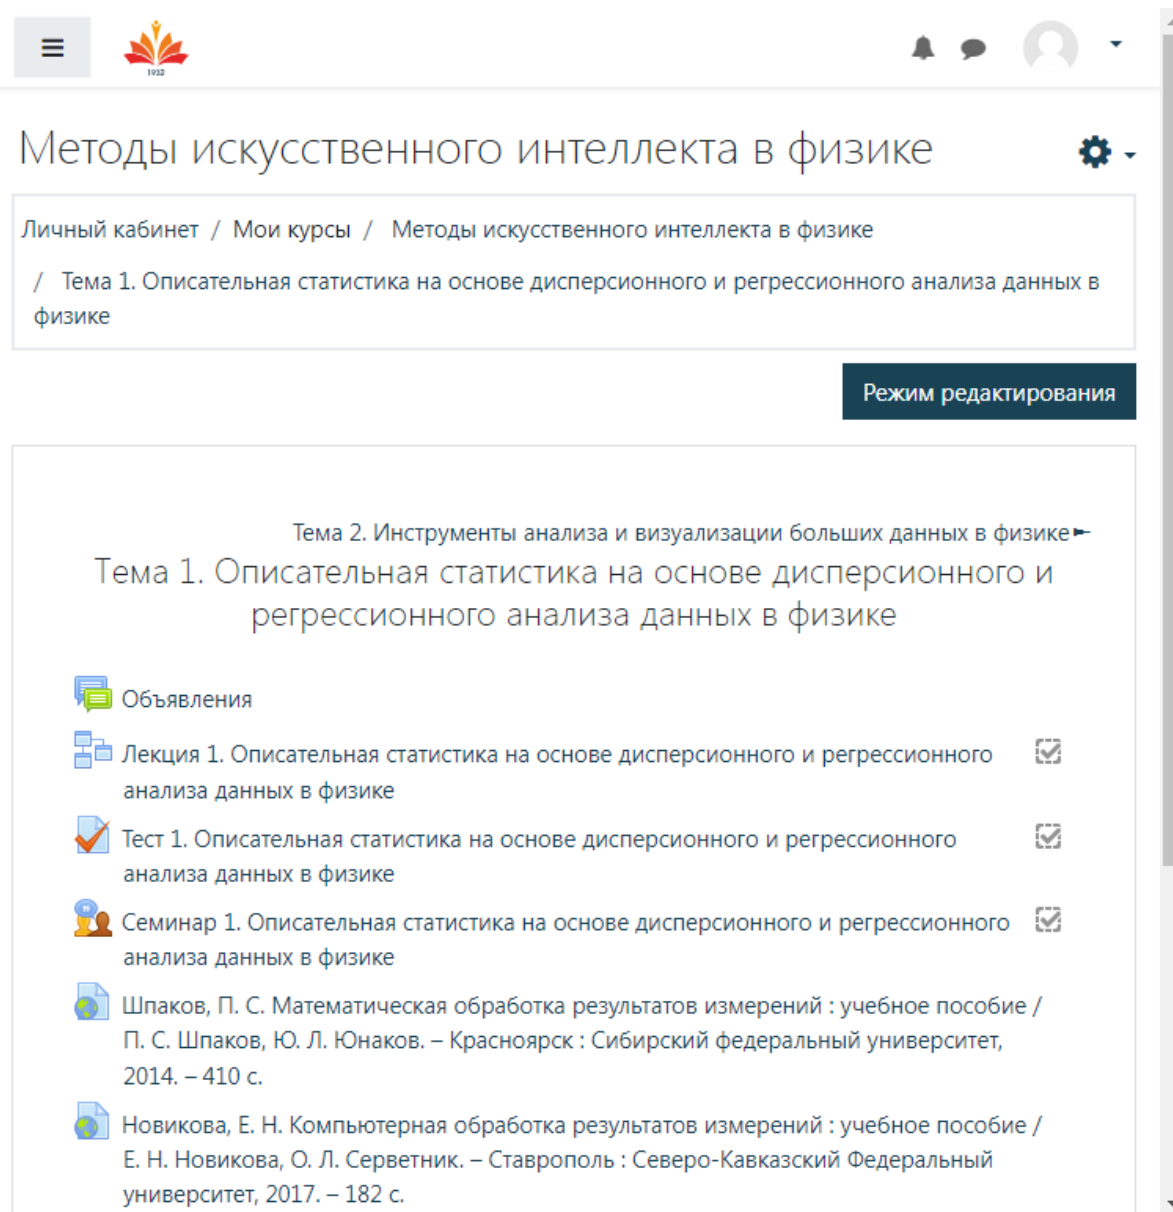 1932
Методы искусственного интеллекта в физике
Личный кабинет / Мои курсы / Методы искусственного интеллекта в физике
/ Тема 1. Описательная статистика на основе дисперсионного и регрессионного анализа данных в
физике
Режим редактирования
Тема 2. Инструменты анализа и визуализации больших данных в физике
Тема 1. Описательная статистика на основе дисперсионного и
регрессионного анализа данных в физике
Объявления
Лекция 1. Описательная статистика на основе дисперсионного и регрессионного
анализа данных в физике
Тест 1. Описательная статистика на основе дисперсионного и регрессионного
анализа данных в физике
Семинар 1. Описательная статистика на основе дисперсионного и регрессионного
анализа данных в физике
Шпаков, П. С. Математическая обработка результатов измерений : учебное пособие /
П. С. Шпаков, Ю. Л. Юнаков. – Красноярск : Сибирский федеральный университет,
2014. – 410 с.
Новикова, Е. Н. Компьютерная обработка результатов измерений : учебное пособие /
Е. Н. Новикова, О. Л. Серветник. – Ставрополь : Северо-Кавказский Федеральный
университет, 2017. – 182 с.